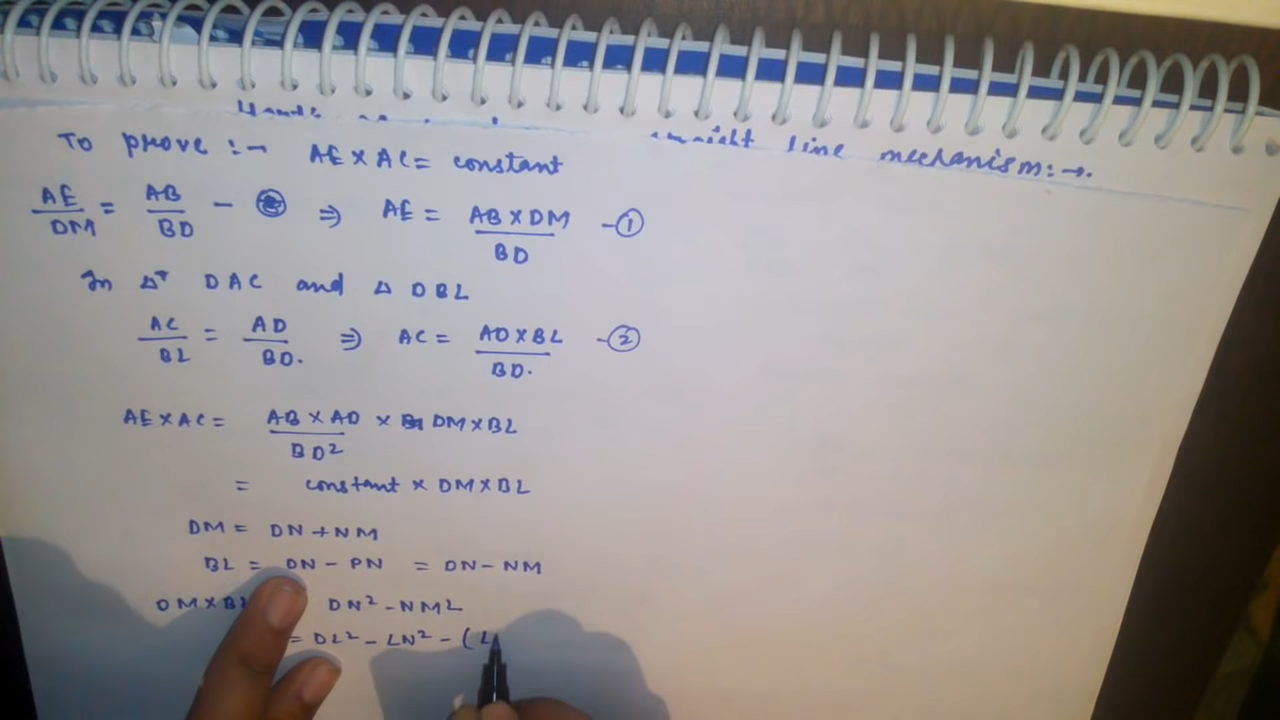 line mechanism:→.
To prove :→ AE×AC= constant
AE/DM = AB/BD - ⇒ AE = AB×DM/BD -①
In Δ DAC and Δ DBL
AC/BL = AD/BD. ⇒ AC= AD×BL/BD. -②
AE×AC= AB×AD/BD² × DM×BL
= constant × DM×BL
DM= DN+NM
BL= DN-PN = DN-NM
DM×BL DN²-NM²
= DL²-LN²-(L